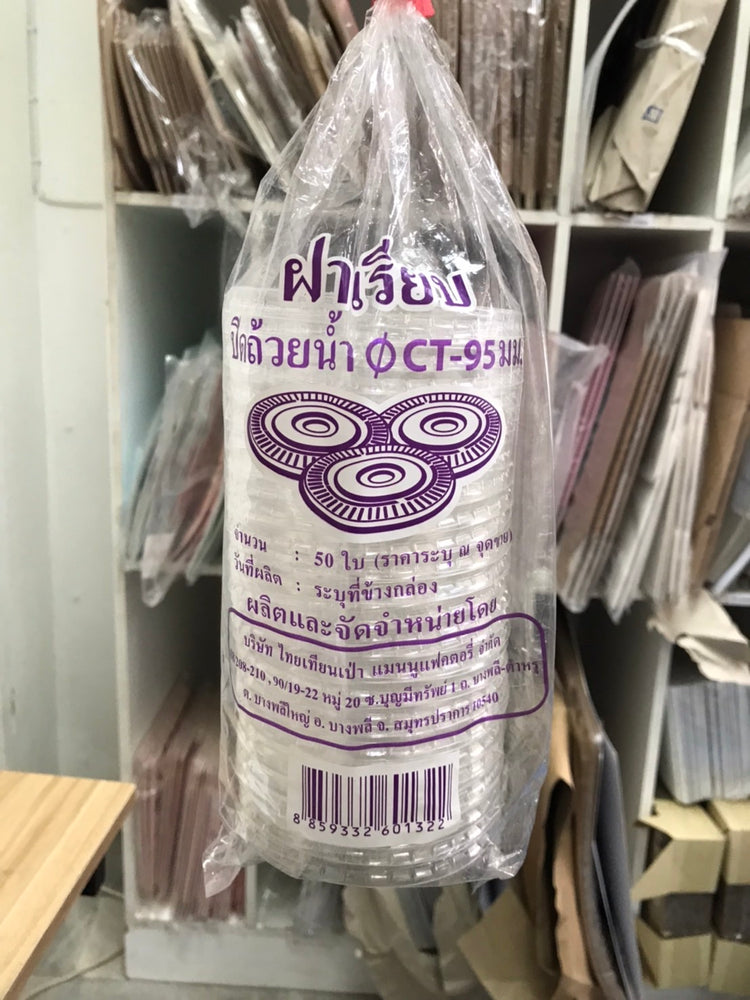 ฝาเรียบ
ปิดถ้วยน้ำ ⌀ CT-95 มม.
จำนวน : 50 ใบ (ราคาระบุ ณ จุดขาย)
วันที่ผลิต : ระบุที่ข้างกล่อง
ผลิตและจัดจำหน่ายโดย
บริษัท ไทยเทียนเป่า แมนนูแฟคตอรี่ จำกัด
208-210 , 90/19-22 หมู่ 20 ซ.บุญมีทรัพย์ 1 ถ. บางพลี-ตำหรุ
ต. บางพลีใหญ่ อ. บางพลี จ. สมุทรปราการ 10540
8 859332 601322